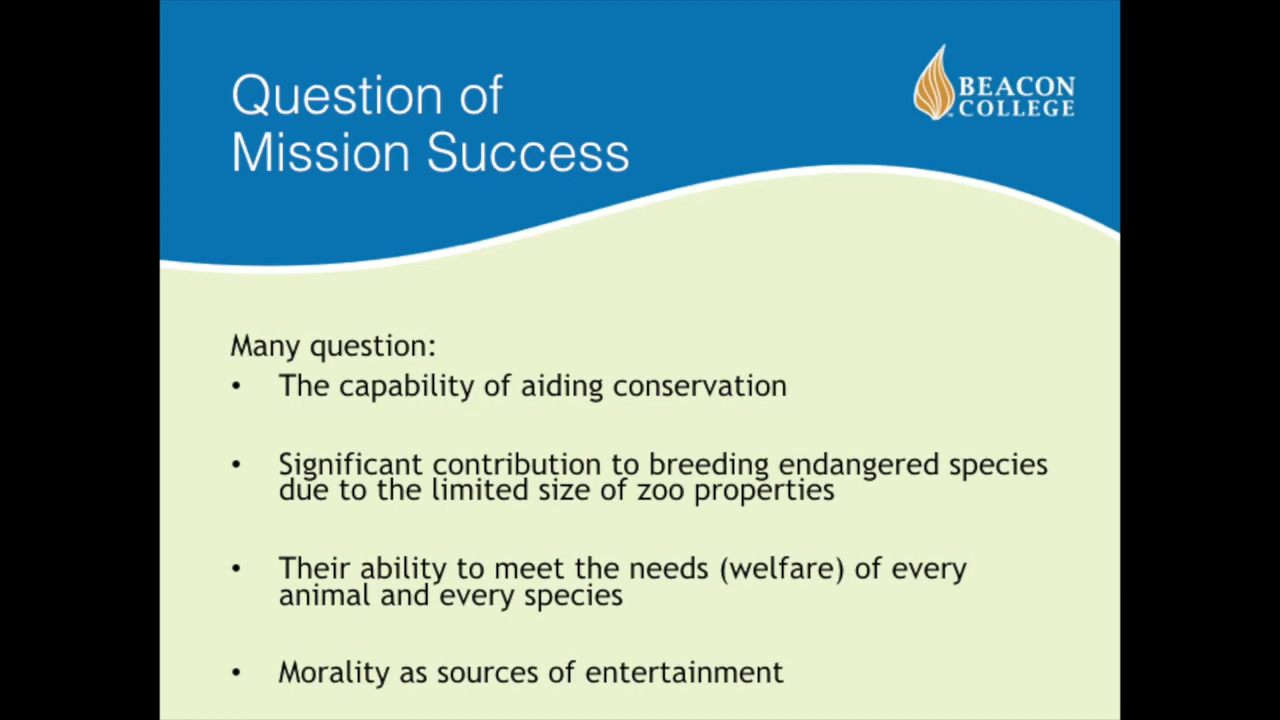 Question of
Mission Success
BEACON
COLLEGE
Many question:
• The capability of aiding conservation
• Significant contribution to breeding endangered species
due to the limited size of zoo properties
• Their ability to meet the needs (welfare) of every
animal and every species
• Morality as sources of entertainment